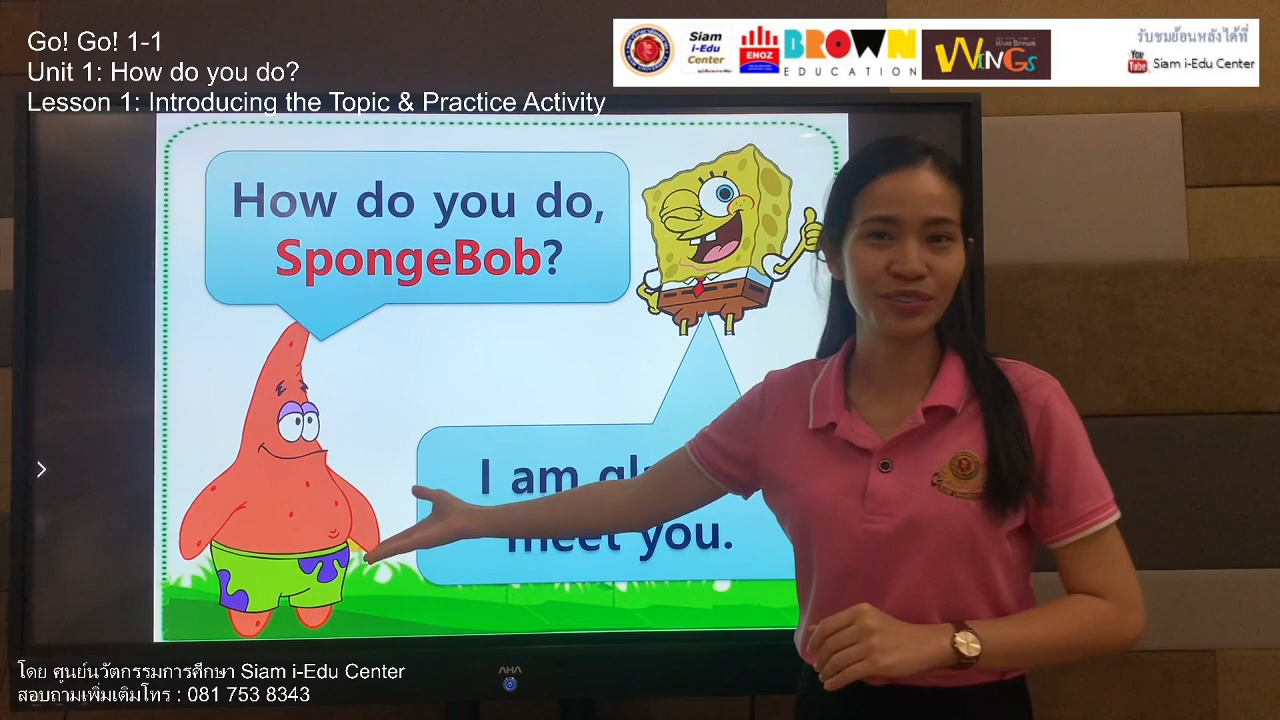 Go! Go! 1-1
Unit 1: How do you do?
Lesson 1: Introducing the Topic & Practice Activity
Siam
i-Edu
Center
ENOZ
BROWN
EDUCATION
WINGS
รับชมย้อนหลังได้ที่
You
Tube
Siam i-Edu Center
How do you do,
SpongeBob?
I am
meet you.
AHA
โดย ศูนย์นวัตกรรมการศึกษา Siam i-Edu Center
สอบถามเพิ่มเติมโทร : 081 753 8343